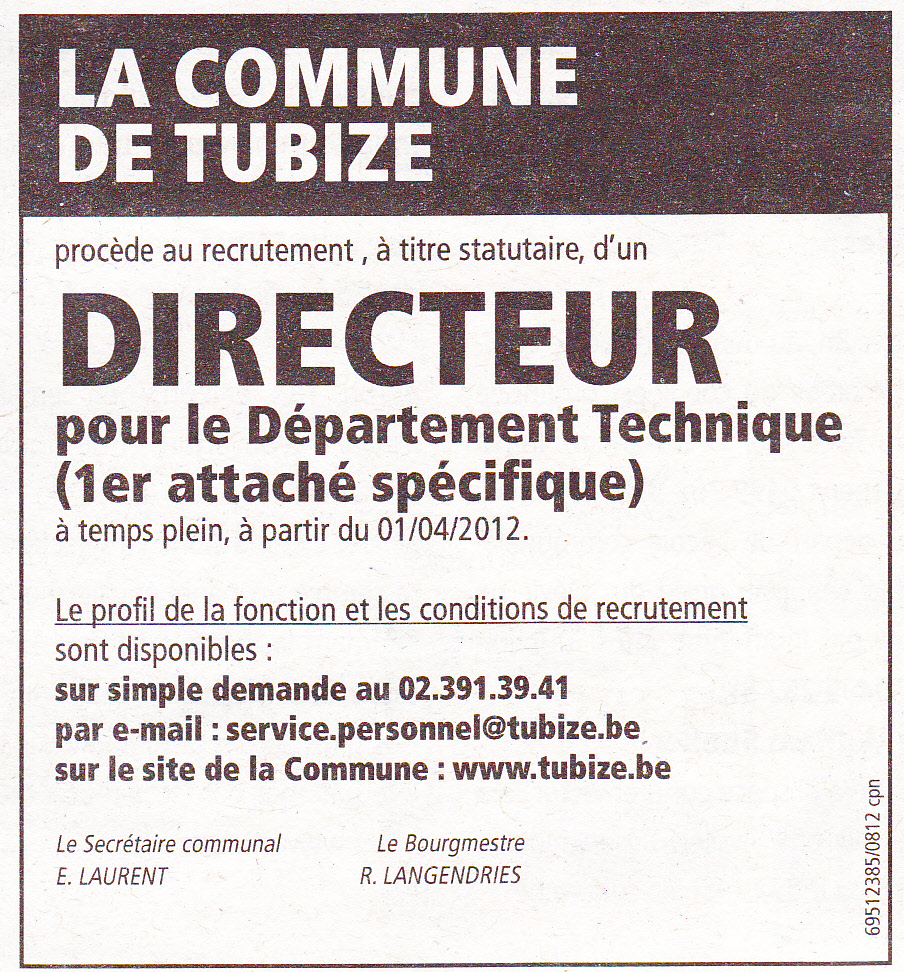 LA COMMUNE
DE TUBIZE
procède au recrutement , à titre statutaire, d'un
DIRECTEUR
pour le Département Technique
(1er attaché spécifique)
à temps plein, à partir du 01/04/2012.
Le profil de la fonction et les conditions de recrutement
sont disponibles :
sur simple demande au 02.391.39.41
par e-mail : service.personnel@tubize.be
sur le site de la Commune : www.tubize.be
Le Secrétaire communal Le Bourgmestre
E. LAURENT R. LANGENDRIES
69512385/0812 cpn